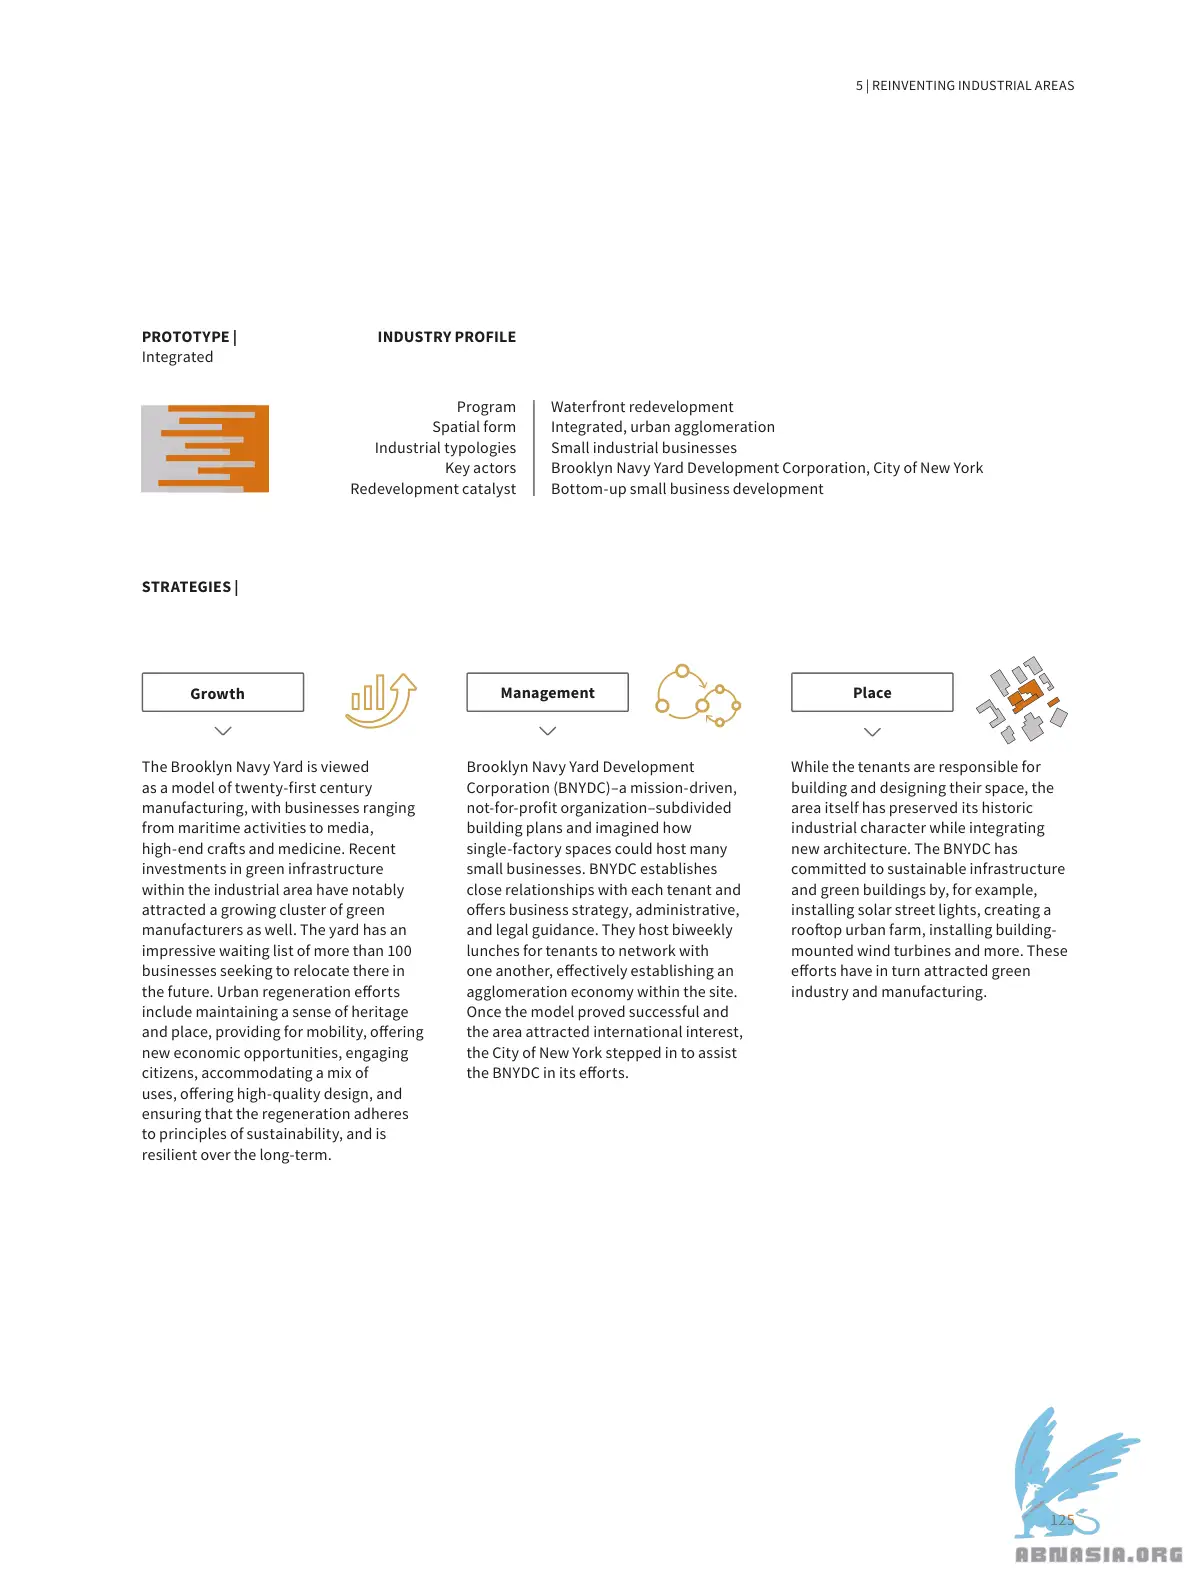 5 | REINVENTING INDUSTRIAL AREAS
PROTOTYPE |
Integrated
INDUSTRY PROFILE
Program Waterfront redevelopment
Spatial form Integrated, urban agglomeration
Industrial typologies Small industrial businesses
Key actors Brooklyn Navy Yard Development Corporation, City of New York
Redevelopment catalyst Bottom-up small business development
STRATEGIES |
Growth
The Brooklyn Navy Yard is viewed
as a model of twenty-first century
manufacturing, with businesses ranging
from maritime activities to media,
high-end crafts and medicine. Recent
investments in green infrastructure
within the industrial area have notably
attracted a growing cluster of green
manufacturers as well. The yard has an
impressive waiting list of more than 100
businesses seeking to relocate there in
the future. Urban regeneration efforts
include maintaining a sense of heritage
and place, providing for mobility, offering
new economic opportunities, engaging
citizens, accommodating a mix of
uses, offering high-quality design, and
ensuring that the regeneration adheres
to principles of sustainability, and is
resilient over the long-term.
Management
Brooklyn Navy Yard Development
Corporation (BNYDC)–a mission-driven,
not-for-profit organization–subdivided
building plans and imagined how
single-factory spaces could host many
small businesses. BNYDC establishes
close relationships with each tenant and
offers business strategy, administrative,
and legal guidance. They host biweekly
lunches for tenants to network with
one another, effectively establishing an
agglomeration economy within the site.
Once the model proved successful and
the area attracted international interest,
the City of New York stepped in to assist
the BNYDC in its efforts.
Place
While the tenants are responsible for
building and designing their space, the
area itself has preserved its historic
industrial character while integrating
new architecture. The BNYDC has
committed to sustainable infrastructure
and green buildings by, for example,
installing solar street lights, creating a
rooftop urban farm, installing building-
mounted wind turbines and more. These
efforts have in turn attracted green
industry and manufacturing.
125
ABNASIA.ORG